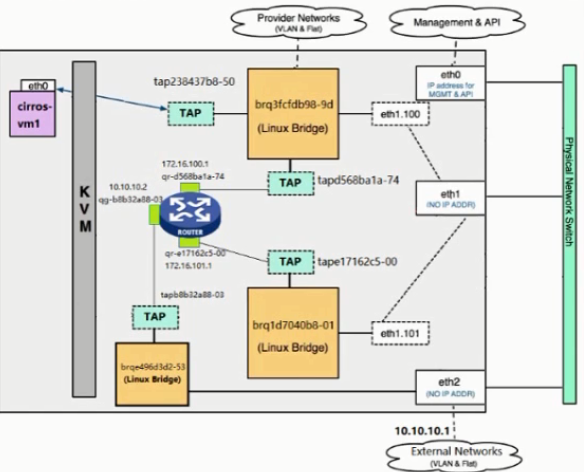 Provider Networks
(VLAN & Flat)
Management & API
eth0
cirros-
vm1
KVM
tap238437b8-50
TAP
brq3fcfdb98-9d
(Linux Bridge)
eth1.100
eth0
IP address for
MGMT & API
172.16.100.1
qr-d568ba1a-74
TAP
tapd568ba1a-74
10.10.10.2
qg-b8b32a88-03
ROUTER
eth1
(NO IP ADDR)
Physical Network Switch
qr-e17162c5-00
172.16.101.1
TAP
tape17162c5-00
tapb8b32a88-03
TAP
brq1d7040b8-01
(Linux Bridge)
eth1.101
brqe496d3d2-53
(Linux Bridge)
eth2
(NO IP ADDR)
10.10.10.1
External Networks
(VLAN & Flat)